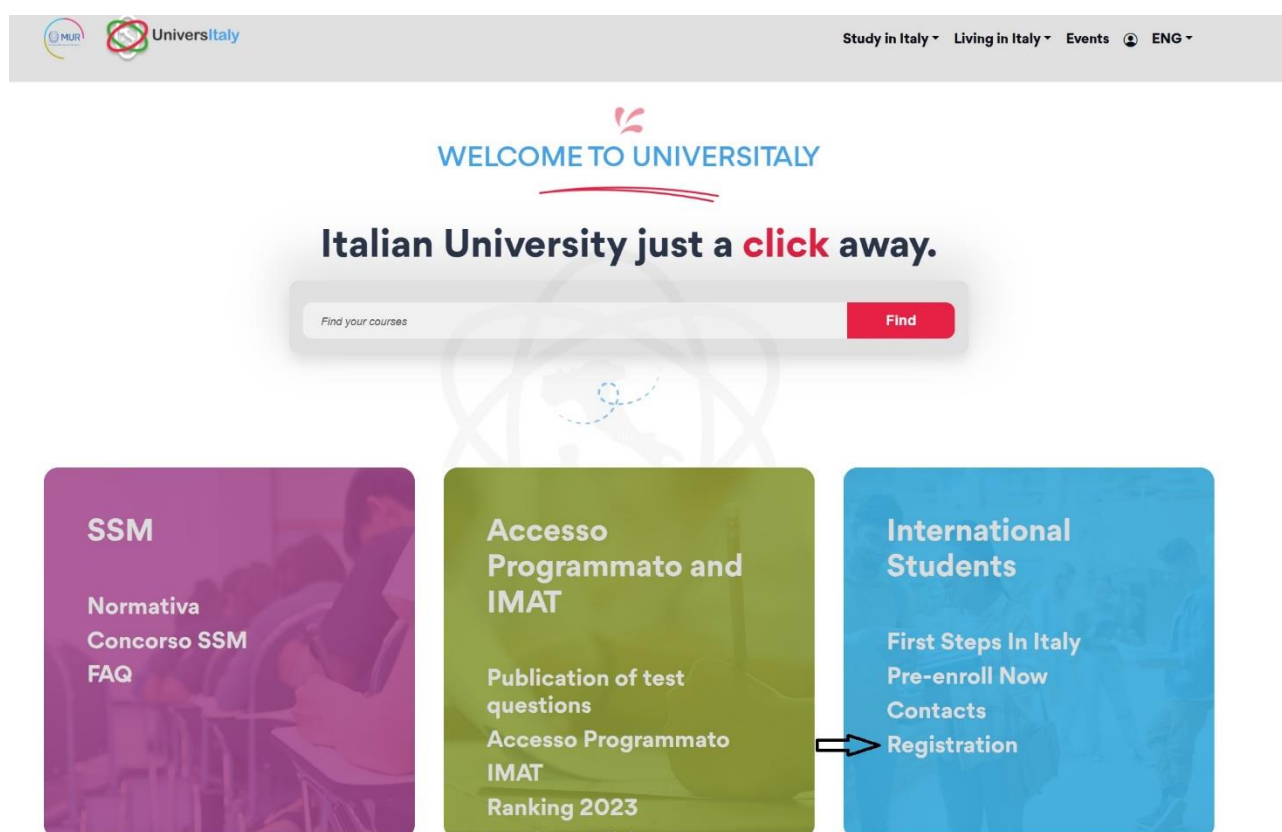 MUR
UniversItaly
Study in Italy
Living in Italy
Events
ENG
WELCOME TO UNIVERSITALY
Italian University just a click away.
Find your courses
Find
SSM
Normativa
Concorso SSM
FAQ
Accesso
Programmato and
IMAT
Publication of test
questions
Accesso Programmato
IMAT
Ranking 2023
International
Students
First Steps In Italy
Pre-enroll Now
Contacts
Registration